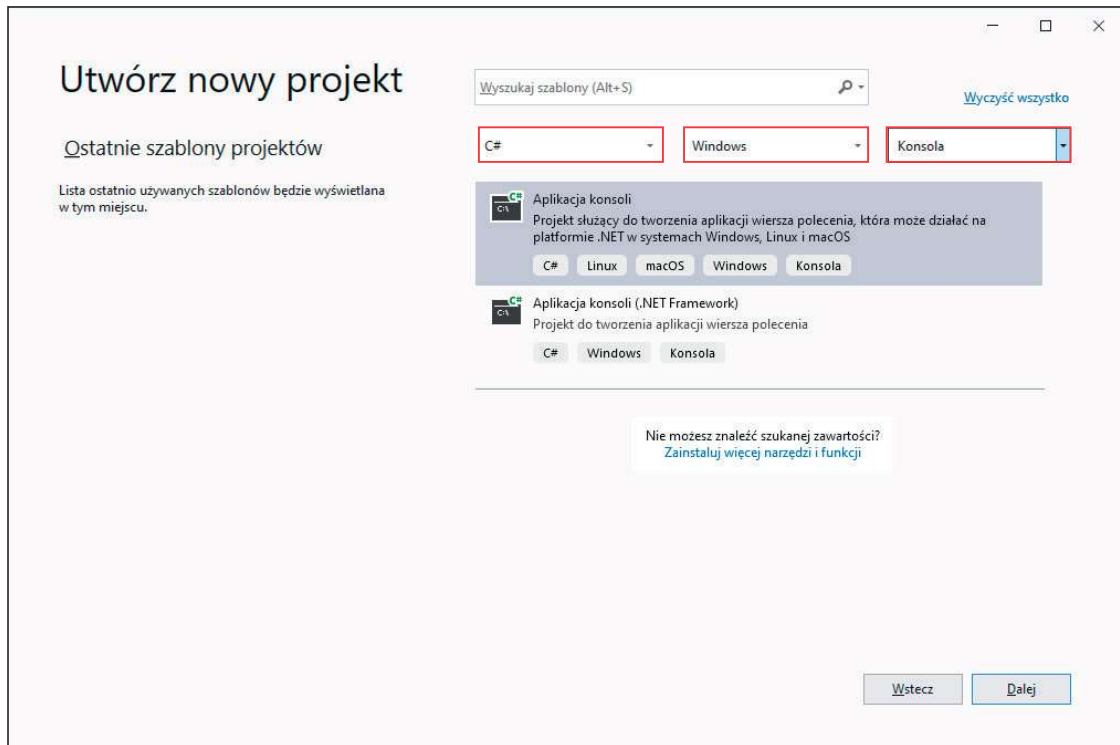 Utwórz nowy projekt
Wyszukaj szablony (Alt+S)
Wyczyść wszystko
Ostatnie szablony projektów
Lista ostatnio używanych szablonów będzie wyświetlana
w tym miejscu.
C#
Windows
Konsola
C#
C:\
Aplikacja konsoli
Projekt służący do tworzenia aplikacji wiersza polecenia, która może działać na
platformie .NET w systemach Windows, Linux i macOS
C# Linux macOS Windows Konsola
C#
C:\
Aplikacja konsoli (.NET Framework)
Projekt do tworzenia aplikacji wiersza polecenia
C# Windows Konsola
Nie możesz znaleźć szukanej zawartości?
Zainstaluj więcej narzędzi i funkcji
Wstecz
Dalej